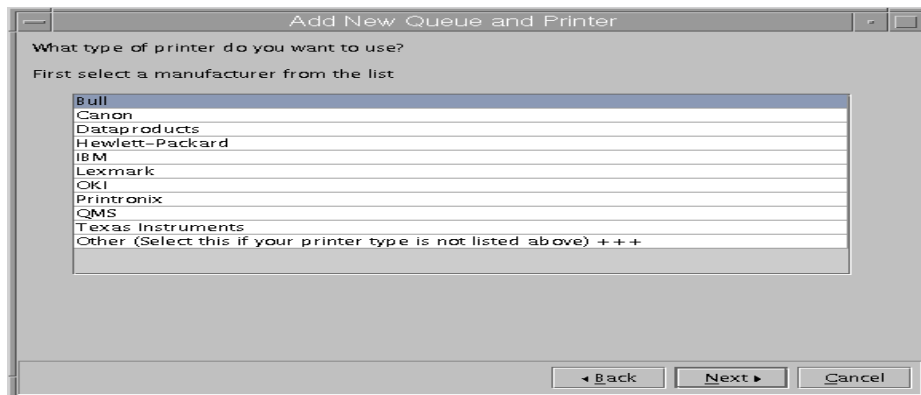 Add New Queue and Printer
What type of printer do you want to use?
First select a manufacturer from the list
Bull
Canon
Dataproducts
Hewlett-Packard
IBM
Lexmark
OKI
Printronix
QMS
Texas Instruments
Other (Select this if your printer type is not listed above) +++
Back
Next
Cancel